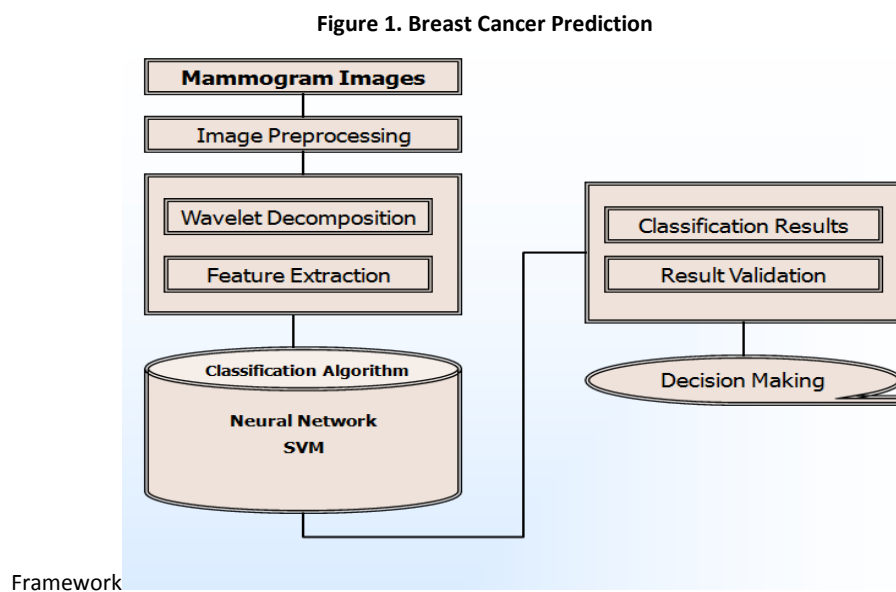 Figure 1. Breast Cancer Prediction
Mammogram Images
Image Preprocessing
Wavelet Decomposition
Feature Extraction
Classification Algorithm
Neural Network
SVM
Classification Results
Result Validation
Decision Making
Framework